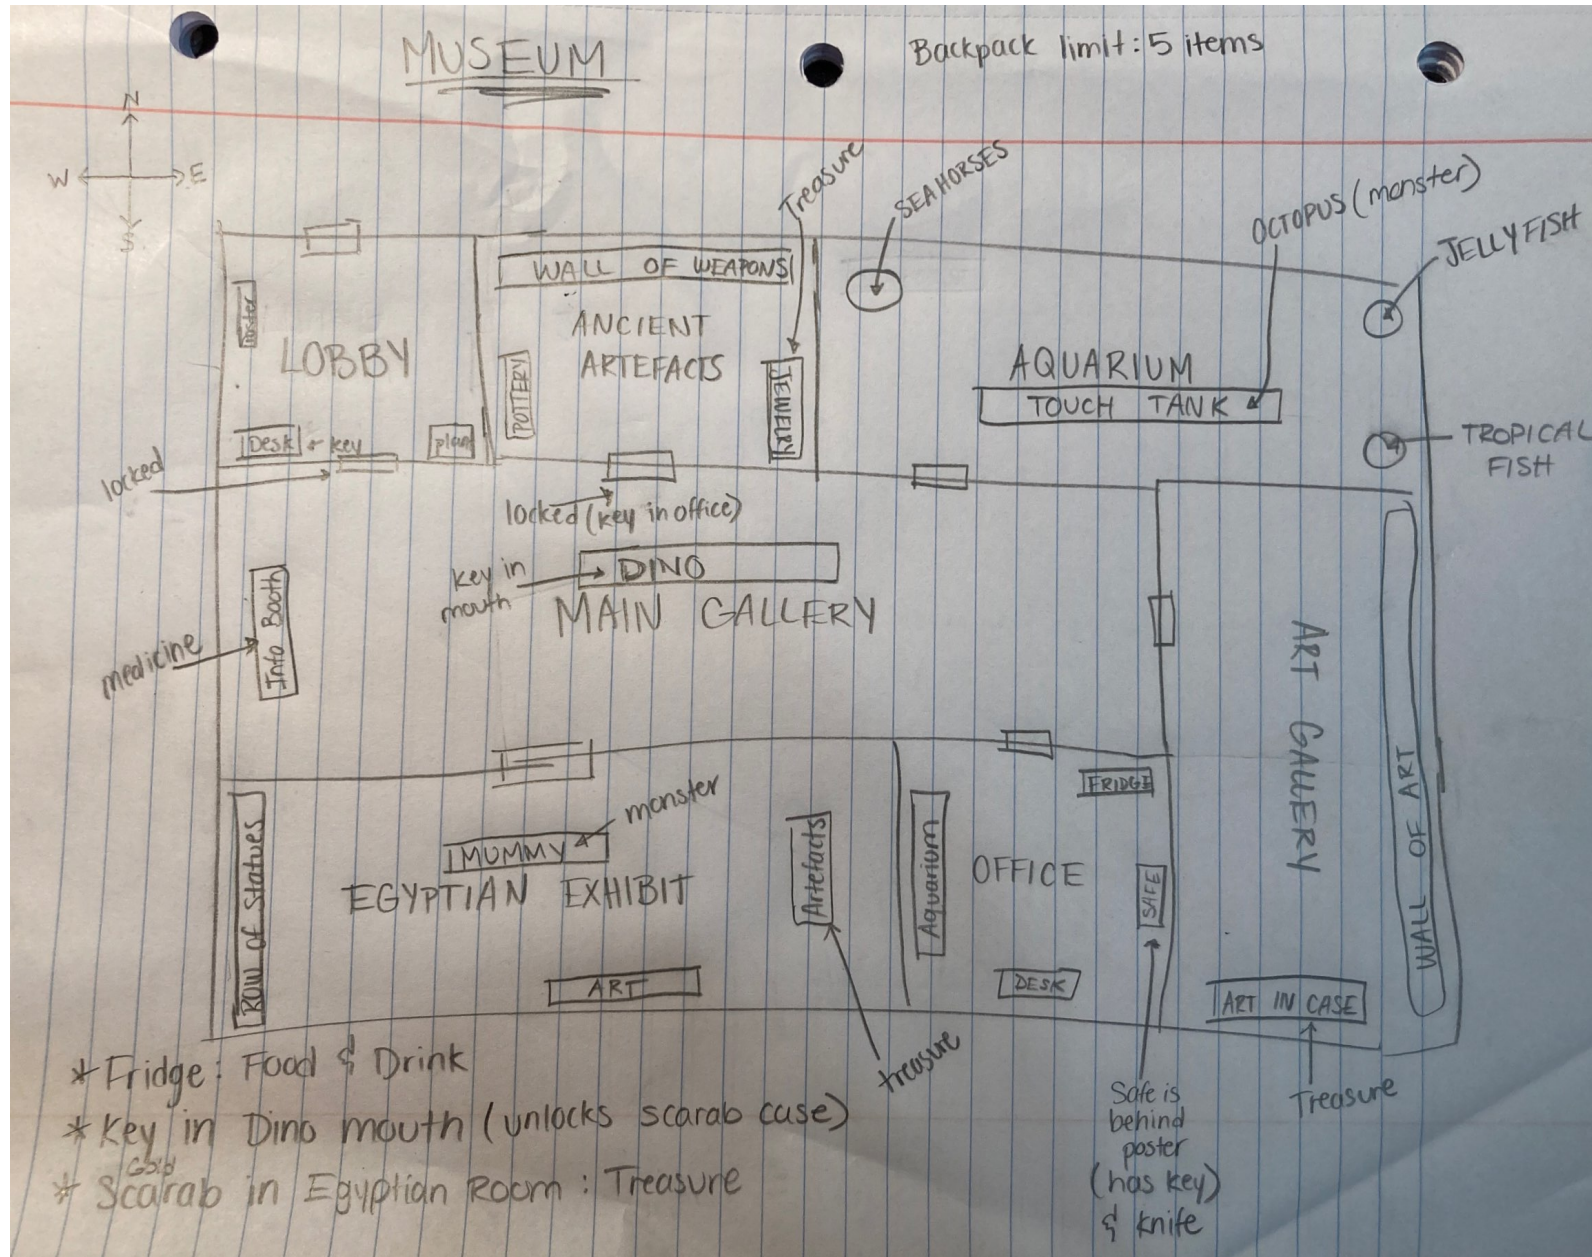 MUSEUM
Backpack limit: 5 items
N
W
E
S
Treasure
SEAHORSES
OCTOPUS (monster)
JELLYFISH
WALL OF WEAPONS
ANCIENT
ARTEFACTS
LOBBY
POTTERY
JEWELRY
AQUARIUM
TOUCH TANK
TROPICAL
FISH
Desk + key
plan
locked
locked (key in office)
key in
mouth
DINO
MAIN GALLERY
Info Booth
medicine
ART GALLERY
WALL OF ART
FRIDGE
monster
MUMMY
EGYPTIAN EXHIBIT
ROW of Statues
Artefacts
Aquarium
OFFICE
SAFE
ART
DESK
ART IN CASE
treasure
Treasure
Safe is
behind
poster
(has key)
& knife
* Fridge: Food & Drink
* Key in Dino mouth (unlocks scarab case)
Gold
* Scarab in Egyptian Room: Treasure